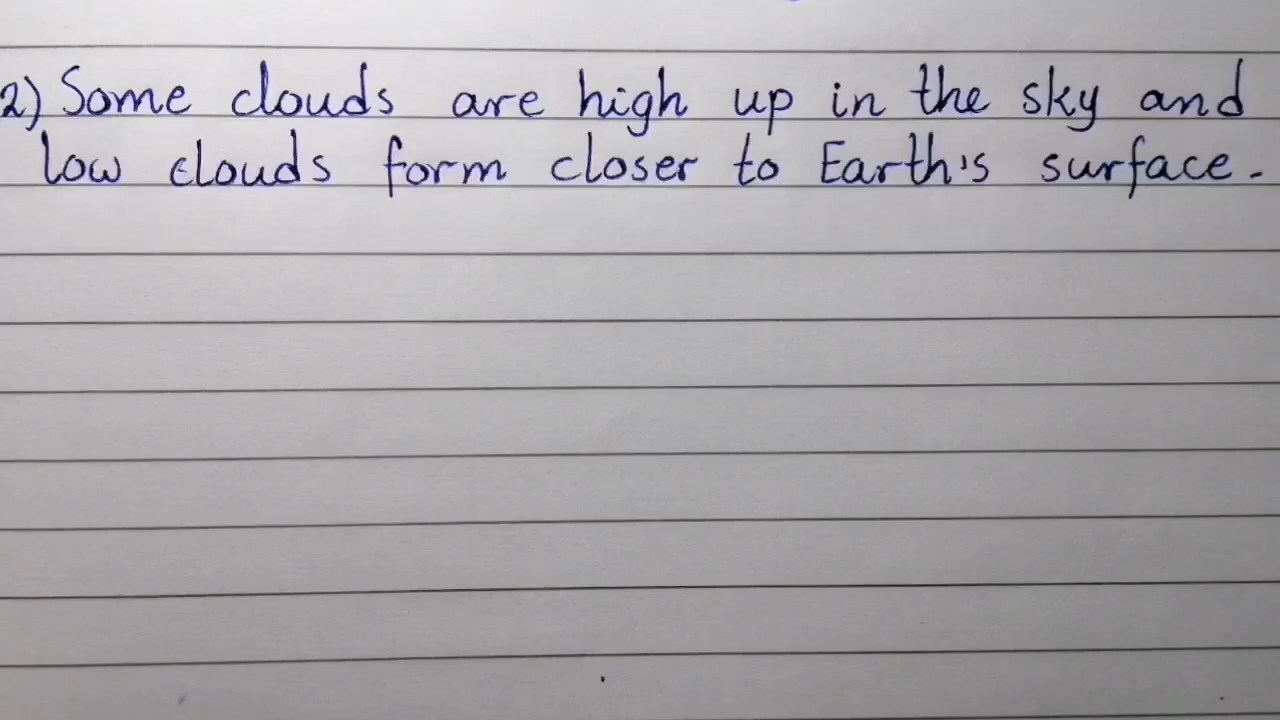 2) Some clouds are high up in the sky and
low clouds form closer to Earth's surface.